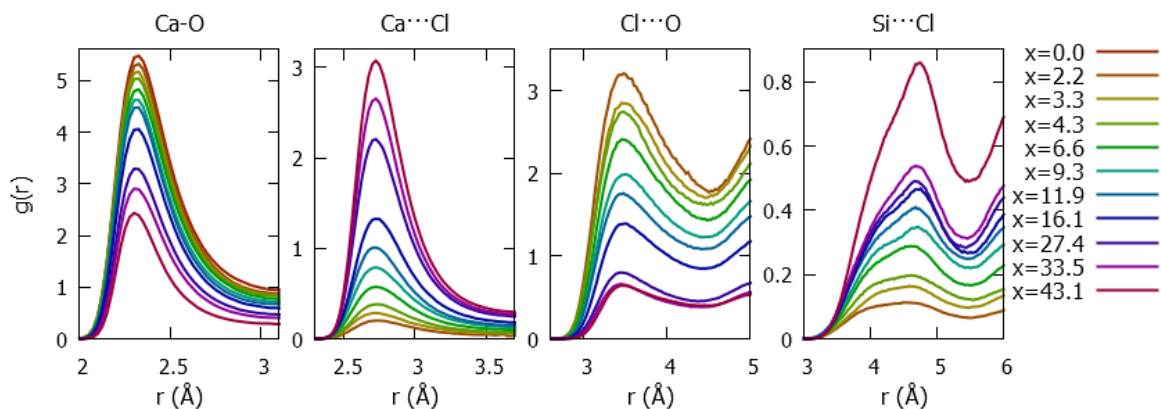 Ca-O
Ca···Cl
Cl···O
Si···Cl
g(r)
5
4
3
2
1
0
2
2.5
3
r (Å)
3
2
1
0
2.5
3
3.5
r (Å)
3
2
1
0
3
4
5
r (Å)
0.8
0.6
0.4
0.2
0
3
4
5
6
r (Å)
x=0.0
x=2.2
x=3.3
x=4.3
x=6.6
x=9.3
x=11.9
x=16.1
x=27.4
x=33.5
x=43.1